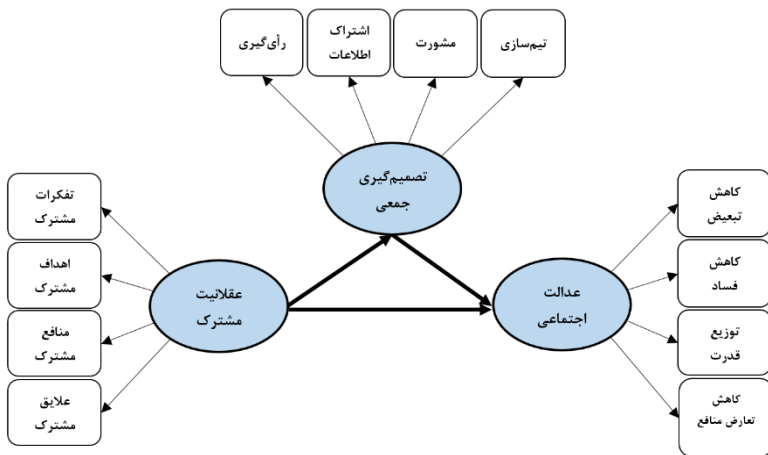 تیم‌سازی
مشورت
اشتراک
اطلاعات
رأی‌گیری
تصمیم‌گیری
جمعی
عقلانیت
مشترک
تفکرات
مشترک
اهداف
مشترک
منافع
مشترک
علایق
مشترک
عدالت
اجتماعی
کاهش
تبعیض
کاهش
فساد
توزیع
قدرت
کاهش
تعارض منافع